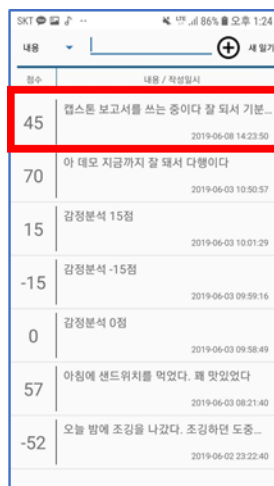 SKT
86% 오후 1:24
내용
새 일기
점수 내용 / 작성일시
45 캡스톤 보고서를 쓰는 중이다 잘 되서 기분...
2019-06-08 14:23:50
70 아 데모 지금까지 잘 돼서 다행이다
2019-06-03 10:50:57
15 감정분석 15점
2019-06-03 10:01:29
-15 감정분석 -15점
2019-06-03 09:59:16
0 감정분석 0점
2019-06-03 09:58:49
57 아침에 샌드위치를 먹었다. 꽤 맛있었다
2019-06-03 08:21:40
-52 오늘 밤에 조깅을 나갔다. 조깅하던 도중...
2019-06-02 23:22:40